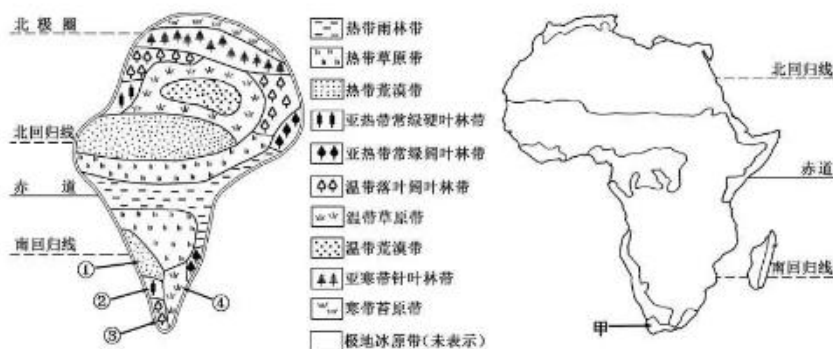 北极圈
北回归线
赤道
南回归线
①
②
③
④
热带雨林带
热带草原带
热带荒漠带
亚热带常绿硬叶林带
亚热带常绿阔叶林带
温带落叶阔叶林带
温带草原带
温带荒漠带
亚寒带针叶林带
寒带苔原带
极地冰原带(未表示)
北回归线
赤道
南回归线
甲